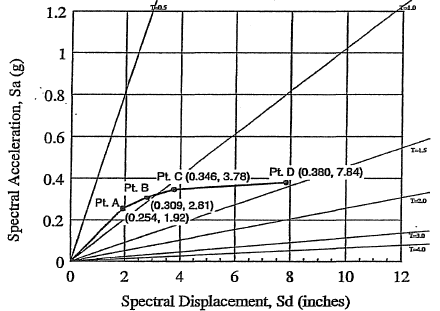 T=0.5
T=1.0
1.2
1
0.8
0.6
0.4
0.2
0
Spectral Acceleration, Sa (g)
Pt. A
(0.254, 1.92)
Pt. B
(0.309, 2.81)
Pt. C (0.346, 3.78)
Pt. D (0.380, 7.84)
T=1.5
T=2.0
T=3.0
T=4.0
0 2 4 6 8 10 12
Spectral Displacement, Sd (inches)